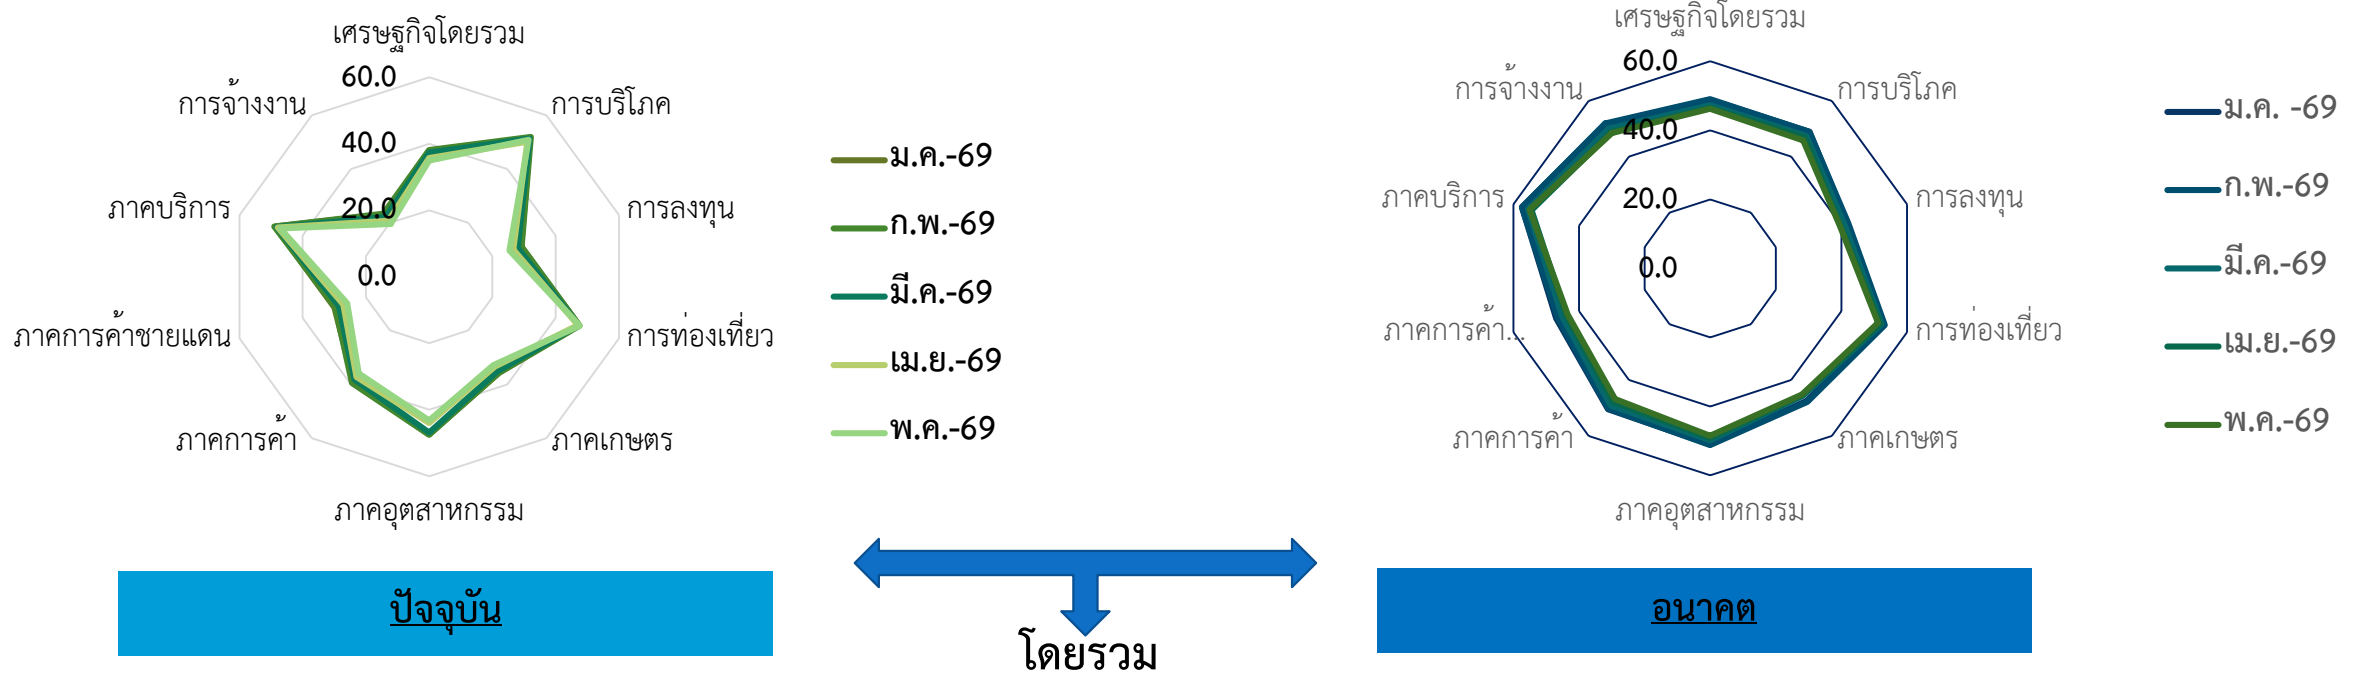 เศรษฐกิจโดยรวม
60.0
การจ้างงาน
การบริโภค
40.0
ภาคบริการ
20.0
การลงทุน
0.0
ภาคการค้าชายแดน
การท่องเที่ยว
ภาคการค้า
ภาคเกษตร
ภาคอุตสาหกรรม
ม.ค.-69
ก.พ.-69
มี.ค.-69
เม.ย.-69
พ.ค.-69
ปัจจุบัน
โดยรวม
เศรษฐกิจโดยรวม
60.0
การจ้างงาน
การบริโภค
40.0
ภาคบริการ
20.0
การลงทุน
0.0
ภาคการค้า...
การท่องเที่ยว
ภาคการค้า
ภาคเกษตร
ภาคอุตสาหกรรม
ม.ค. -69
ก.พ.-69
มี.ค.-69
เม.ย.-69
พ.ค.-69
อนาคต